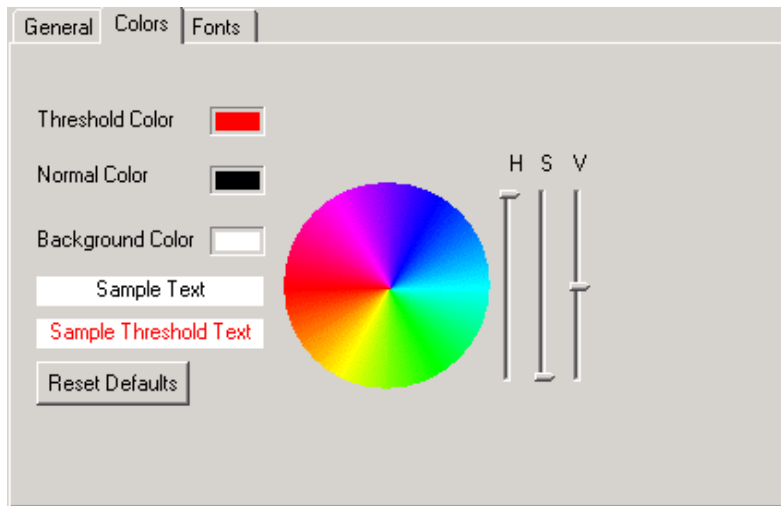 General Colors Fonts
Threshold Color
H S V
Normal Color
Background Color
Sample Text
Sample Threshold Text
Reset Defaults